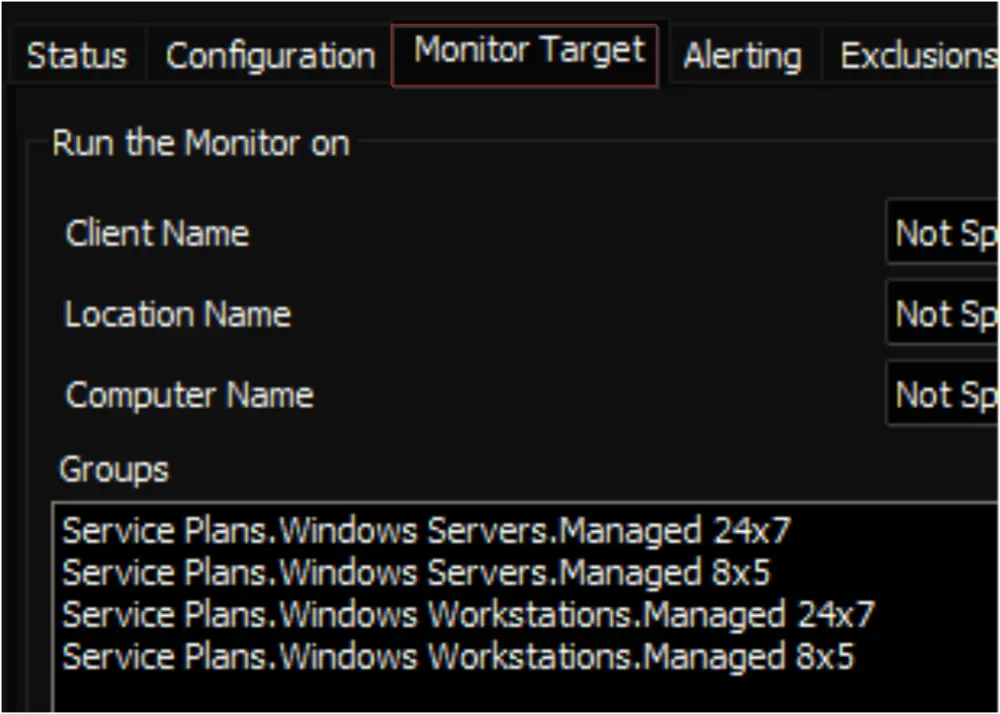 Status Configuration Monitor Target Alerting Exclusions
Run the Monitor on
Client Name Not Sp
Location Name Not Sp
Computer Name Not Sp
Groups
Service Plans.Windows Servers.Managed 24x7
Service Plans.Windows Servers.Managed 8x5
Service Plans.Windows Workstations.Managed 24x7
Service Plans.Windows Workstations.Managed 8x5